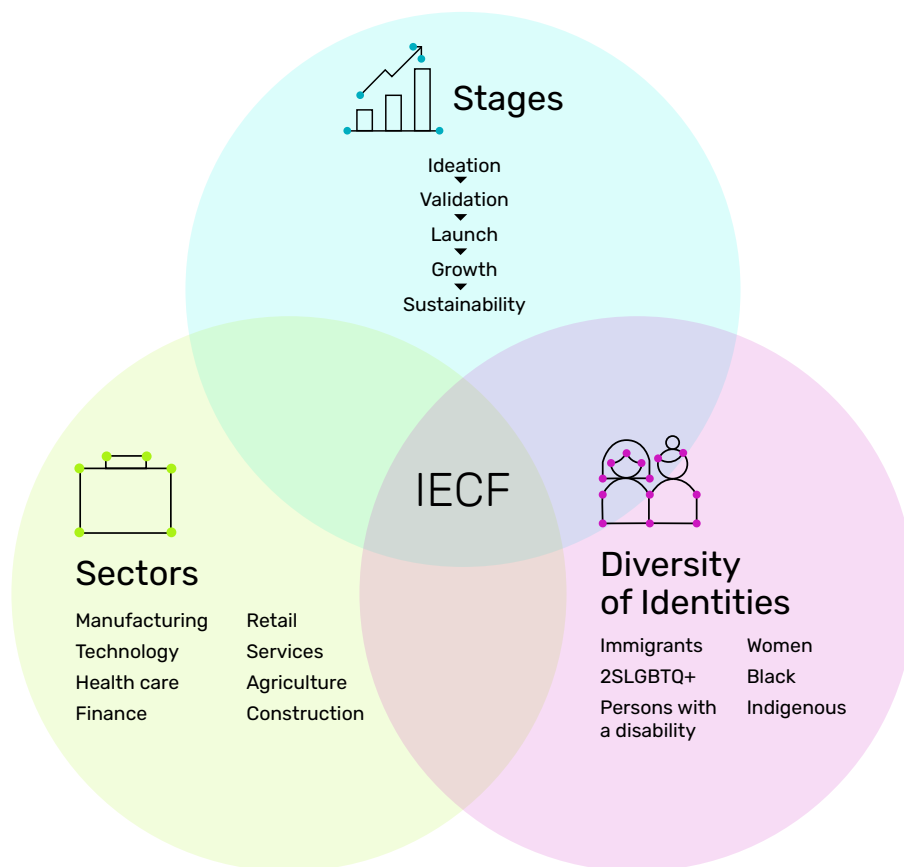 Stages
Ideation
Validation
Launch
Growth
Sustainability
IECF
Sectors
Manufacturing
Technology
Health care
Finance
Retail
Services
Agriculture
Construction
Diversity
of Identities
Immigrants
2SLGBTQ+
Persons with
a disability
Women
Black
Indigenous